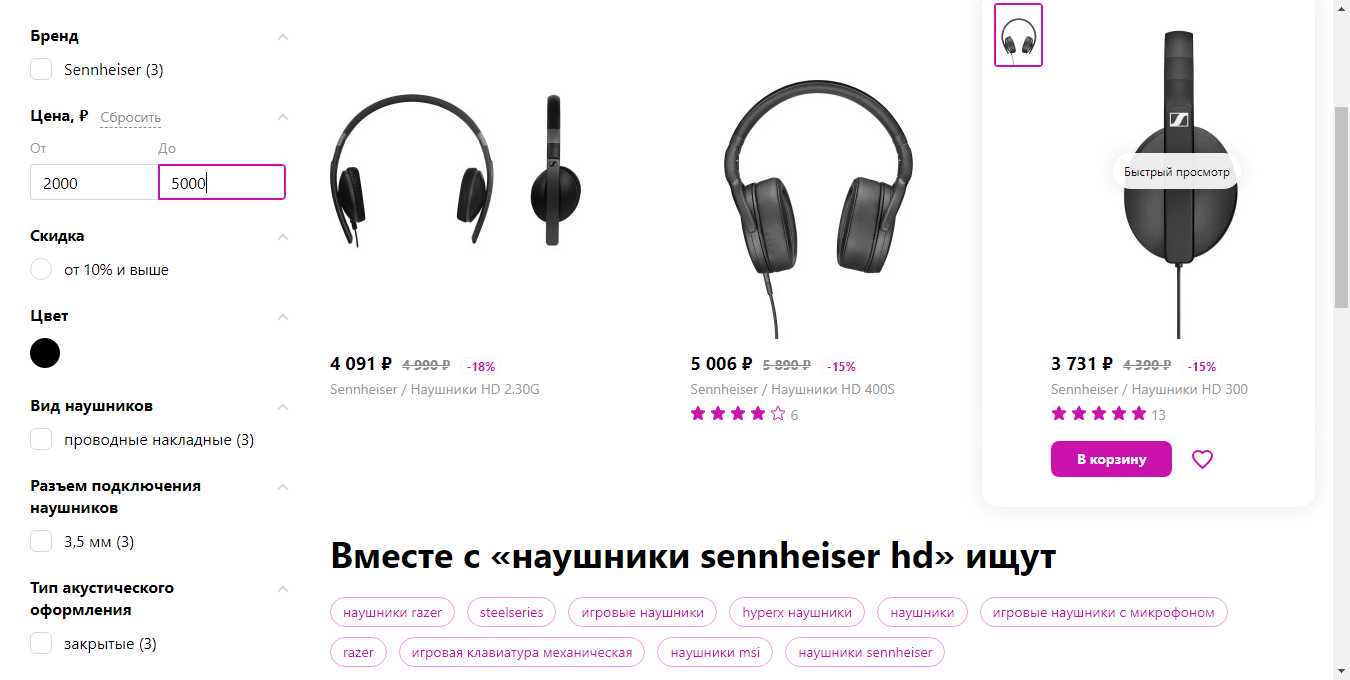 Бренд
Sennheiser (3)
Цена, ₽ Сбросить
От До
2000 5000
Скидка
от 10% и выше
Цвет
Вид наушников
проводные накладные (3)
Разъем подключения
наушников
3,5 мм (3)
Тип акустического
оформления
закрытые (3)
4 091 ₽ 4 990 ₽ -18%
Sennheiser / Наушники HD 2.30G
5 006 ₽ 5 890 ₽ -15%
Sennheiser / Наушники HD 400S
6
Быстрый просмотр
3 731 ₽ 4 390 ₽ -15%
Sennheiser / Наушники HD 300
13
В корзину
Вместе с «наушники sennheiser hd» ищут
наушники razer steelseries игровые наушники hyperx наушники наушники игровые наушники с микрофоном
razer игровая клавиатура механическая наушники msi наушники sennheiser